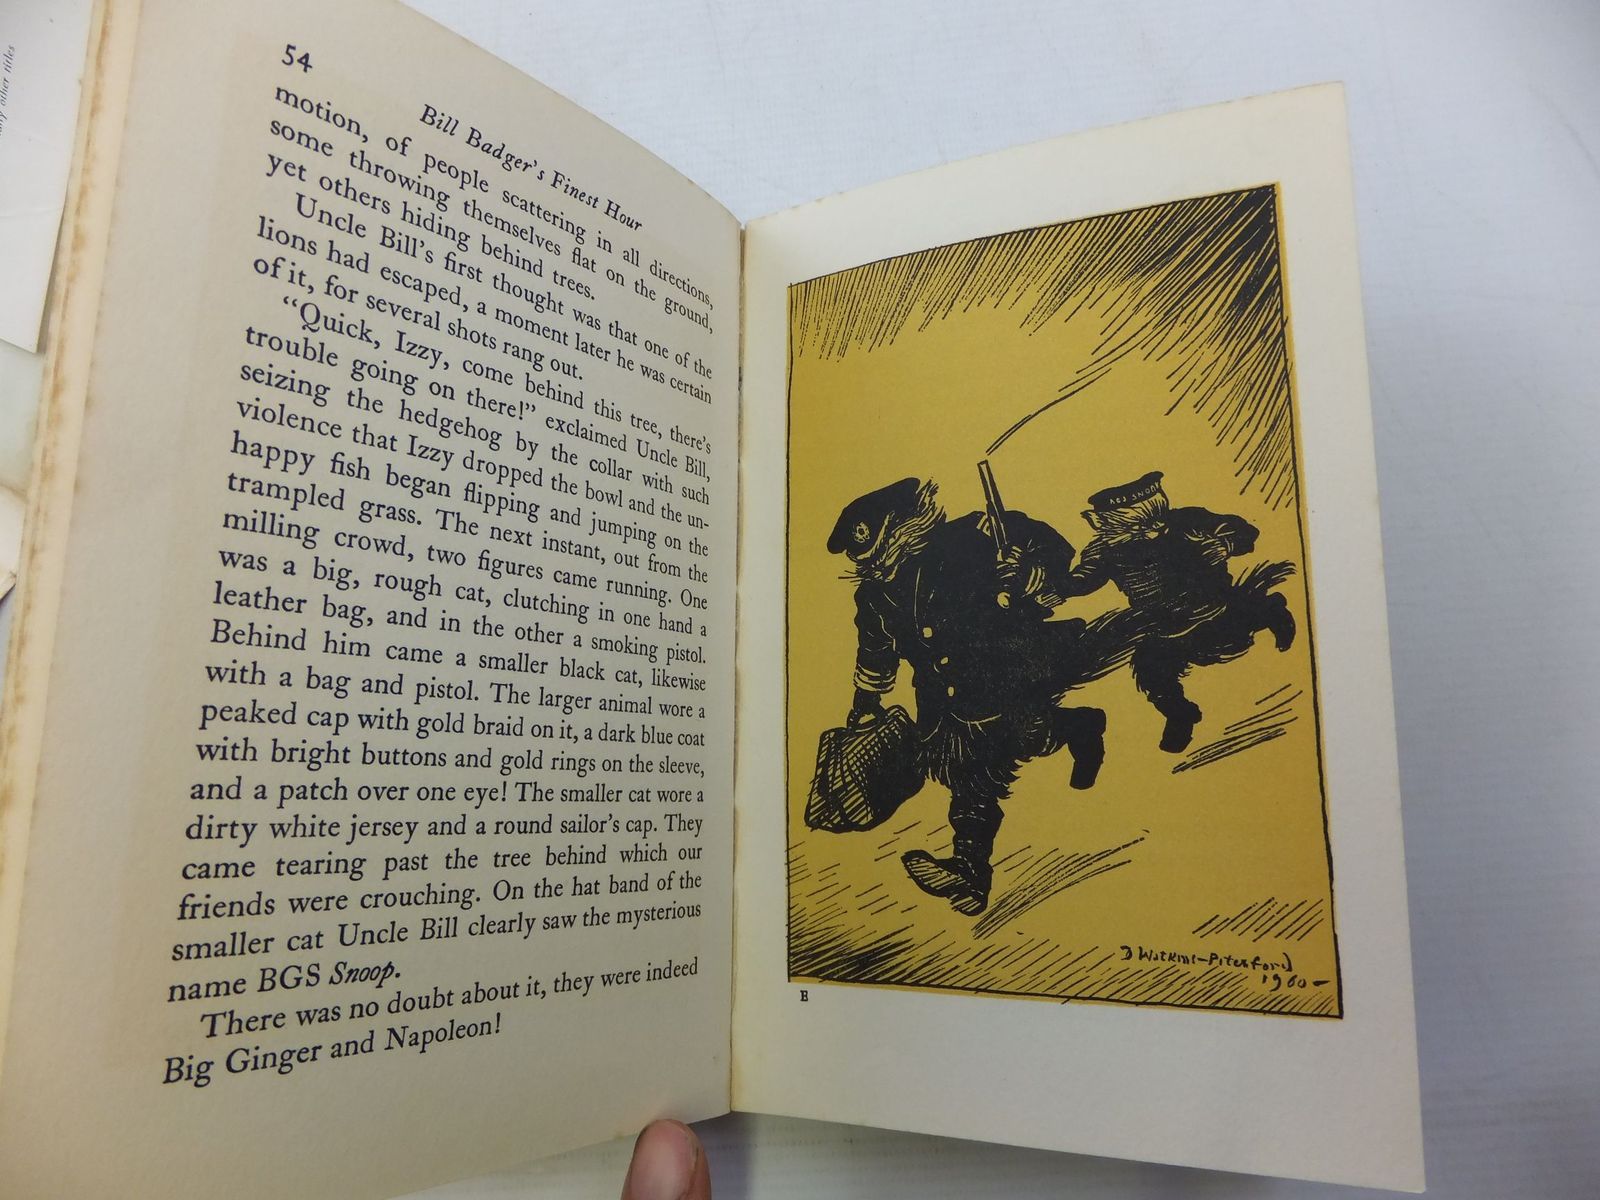 any other titles
54
Bill Badger's Finest Hour
motion, of people scattering in all directions,
some throwing themselves flat on the ground,
yet others hiding behind trees.
Uncle Bill's first thought was that one of the
lions had escaped, a moment later he was certain
of it, for several shots rang out.
"Quick, Izzy, come behind this tree, there's
trouble going on there!" exclaimed Uncle Bill,
seizing the hedgehog by the collar with such
violence that Izzy dropped the bowl and the un-
happy fish began flipping and jumping on the
trampled grass. The next instant, out from the
milling crowd, two figures came running. One
was a big, rough cat, clutching in one hand a
leather bag, and in the other a smoking pistol.
Behind him came a smaller black cat, likewise
with a bag and pistol. The larger animal wore a
peaked cap with gold braid on it, a dark blue coat
with bright buttons and gold rings on the sleeve,
and a patch over one eye! The smaller cat wore a
dirty white jersey and a round sailor's cap. They
came tearing past the tree behind which our
friends were crouching. On the hat band of the
smaller cat Uncle Bill clearly saw the mysterious
name BGS Snoop.
There was no doubt about it, they were indeed
Big Ginger and Napoleon!
D Watkins-Pitchford
1960-
E